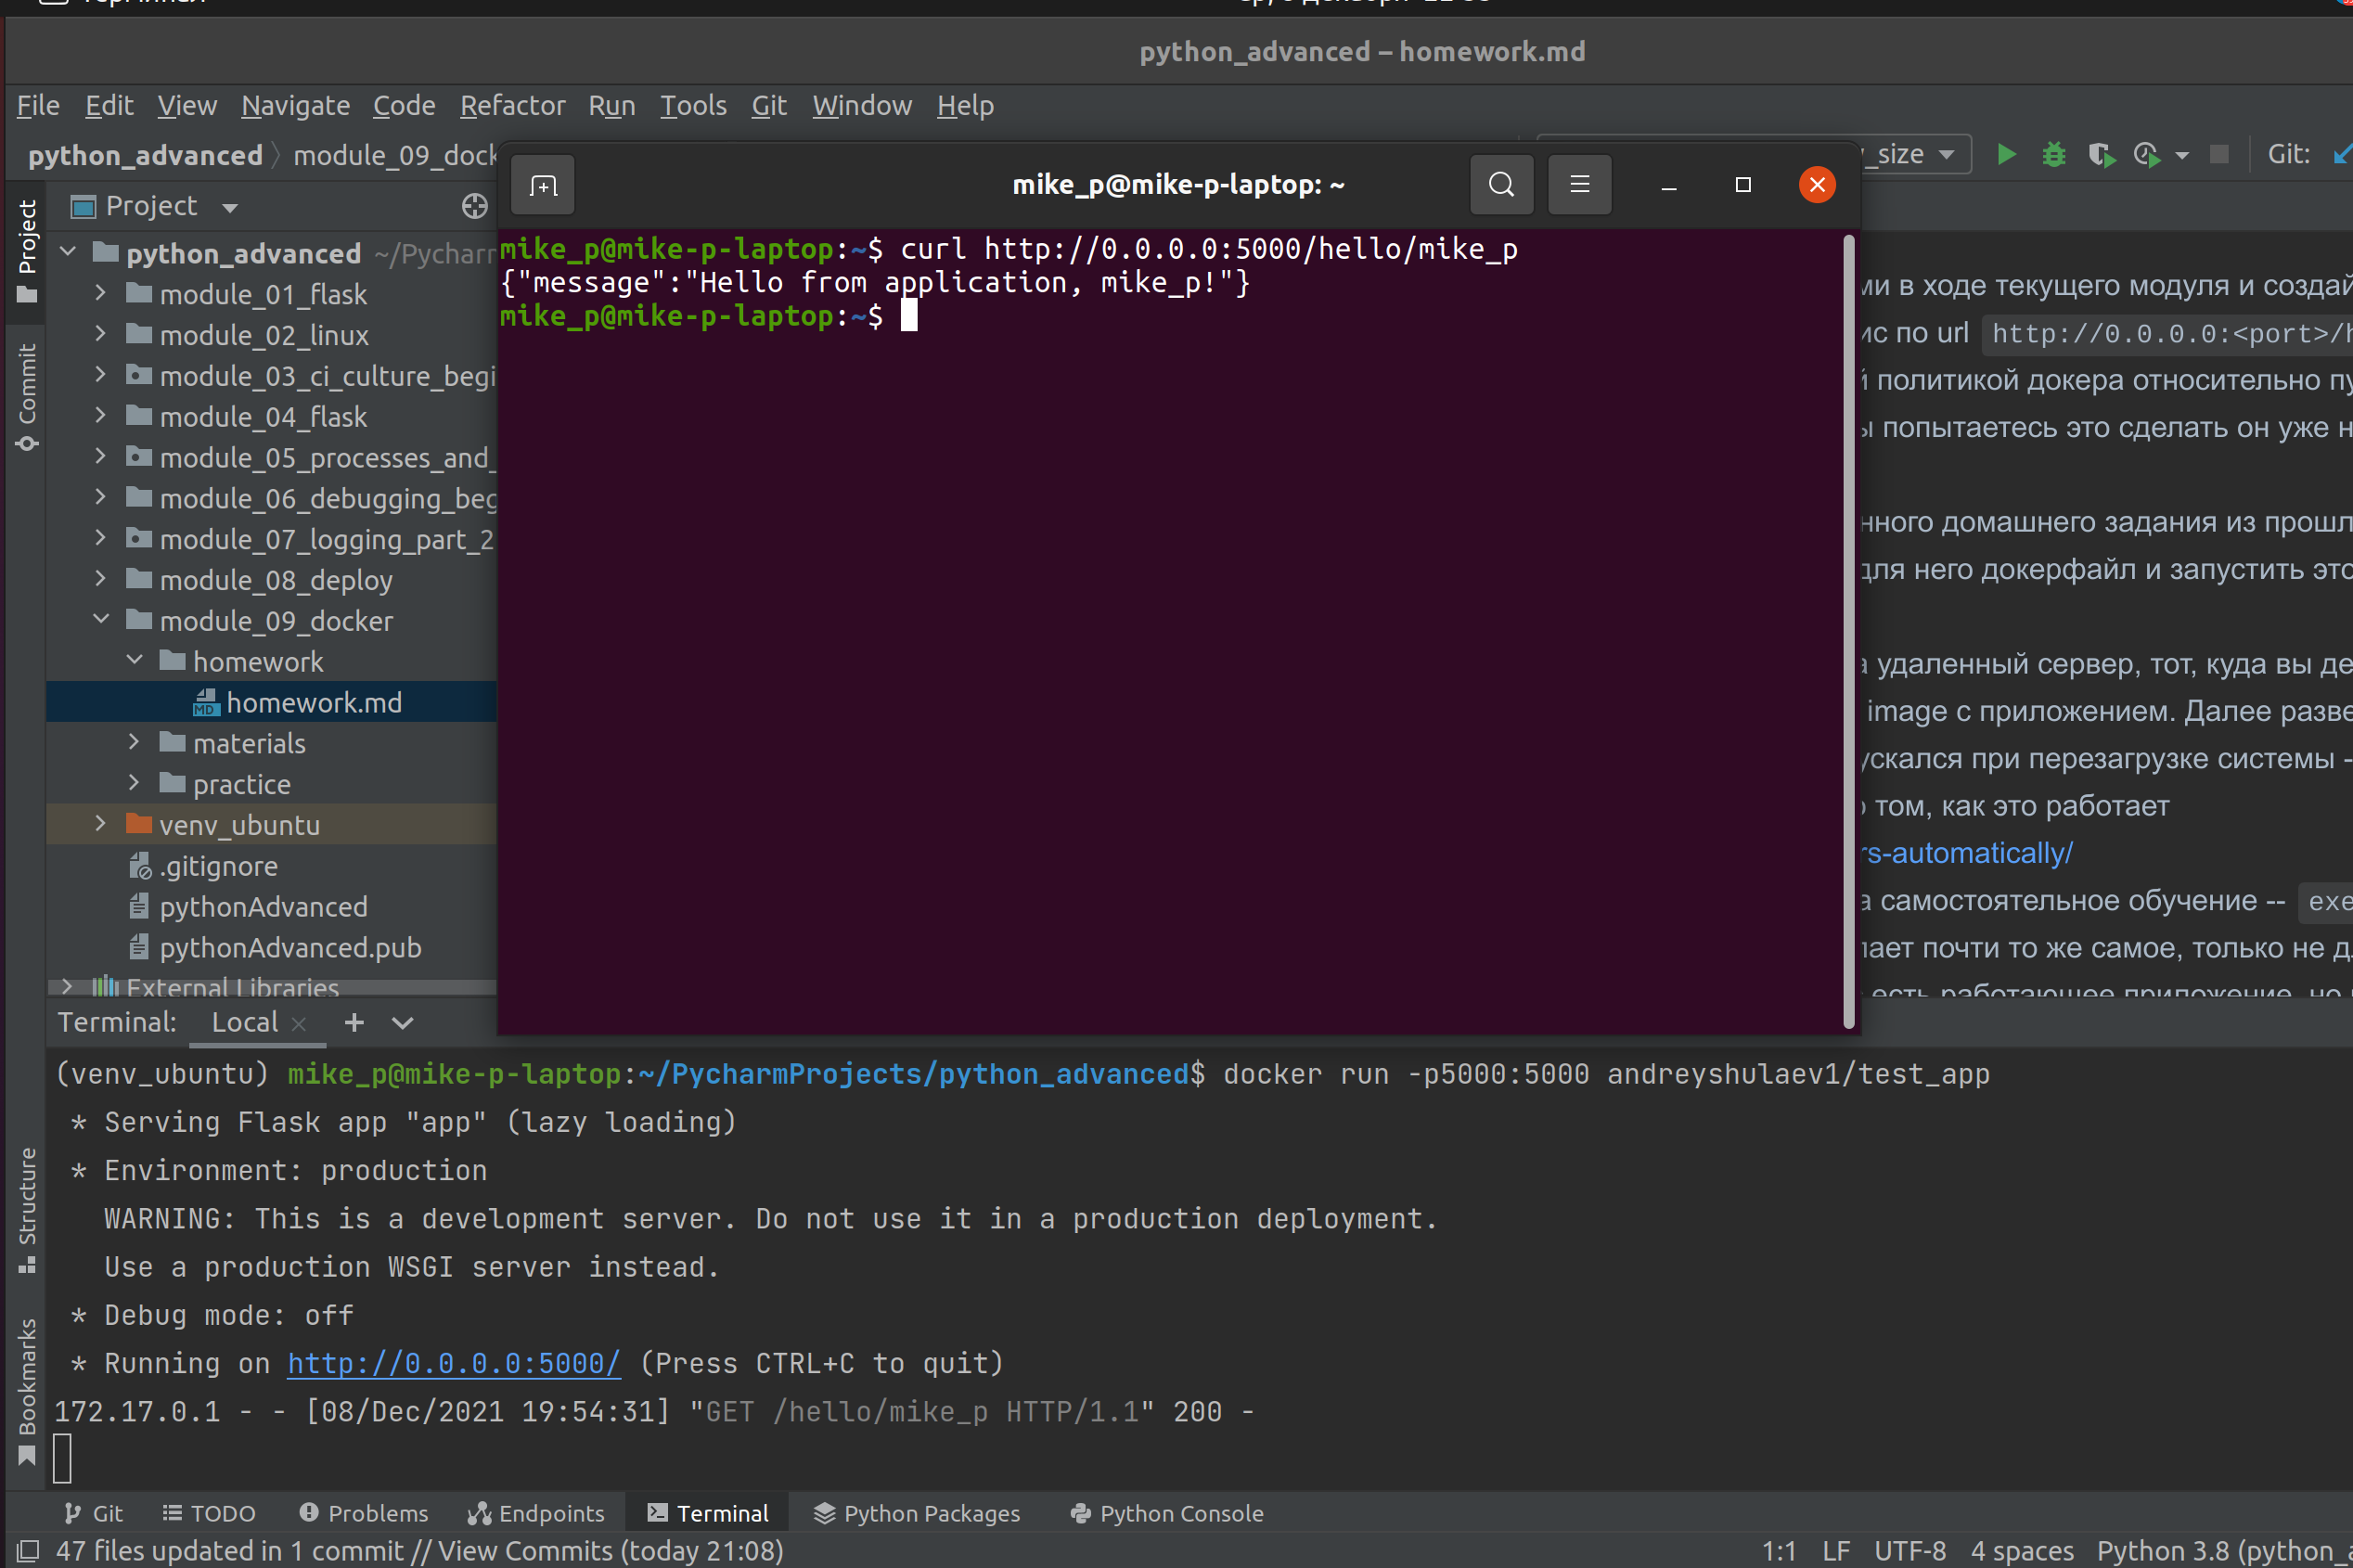 python_advanced – homework.md
File Edit View Navigate Code Refactor Run Tools Git Window Help
python_advanced module_09_dock
_size Git:
Project
mike_p@mike-p-laptop: ~
mike_p@mike-p-laptop:~$ curl http://0.0.0.0:5000/hello/mike_p
{"message":"Hello from application, mike_p!"}
mike_p@mike-p-laptop:~$
Project
Commit
Structure
Bookmarks
python_advanced ~/Pycharm
module_01_flask
module_02_linux
module_03_ci_culture_begi
module_04_flask
module_05_processes_and_
module_06_debugging_beg
module_07_logging_part_2
module_08_deploy
module_09_docker
homework
MD homework.md
materials
practice
venv_ubuntu
.gitignore
pythonAdvanced
pythonAdvanced.pub
External Libraries
ми в ходе текущего модуля и создай
ис по url http://0.0.0.0:<port>/h
й политикой докера относительно пу
ы попытаетесь это сделать он уже н
нного домашнего задания из прошл
для него докерфайл и запустить это
а удаленный сервер, тот, куда вы де
image с приложением. Далее разве
ускался при перезагрузке системы -
о том, как это работает
rs-automatically/
а самостоятельное обучение -- exe
лает почти то же самое, только не д
есть работающее приложение, но
Terminal: Local
(venv_ubuntu) mike_p@mike-p-laptop:~/PycharmProjects/python_advanced$ docker run -p5000:5000 andreyshulaev1/test_app
* Serving Flask app "app" (lazy loading)
* Environment: production
WARNING: This is a development server. Do not use it in a production deployment.
Use a production WSGI server instead.
* Debug mode: off
* Running on http://0.0.0.0:5000/ (Press CTRL+C to quit)
172.17.0.1 - - [08/Dec/2021 19:54:31] "GET /hello/mike_p HTTP/1.1" 200 -
Git TODO Problems Endpoints Terminal Python Packages Python Console
47 files updated in 1 commit // View Commits (today 21:08)
1:1 LF UTF-8 4 spaces Python 3.8 (python_a